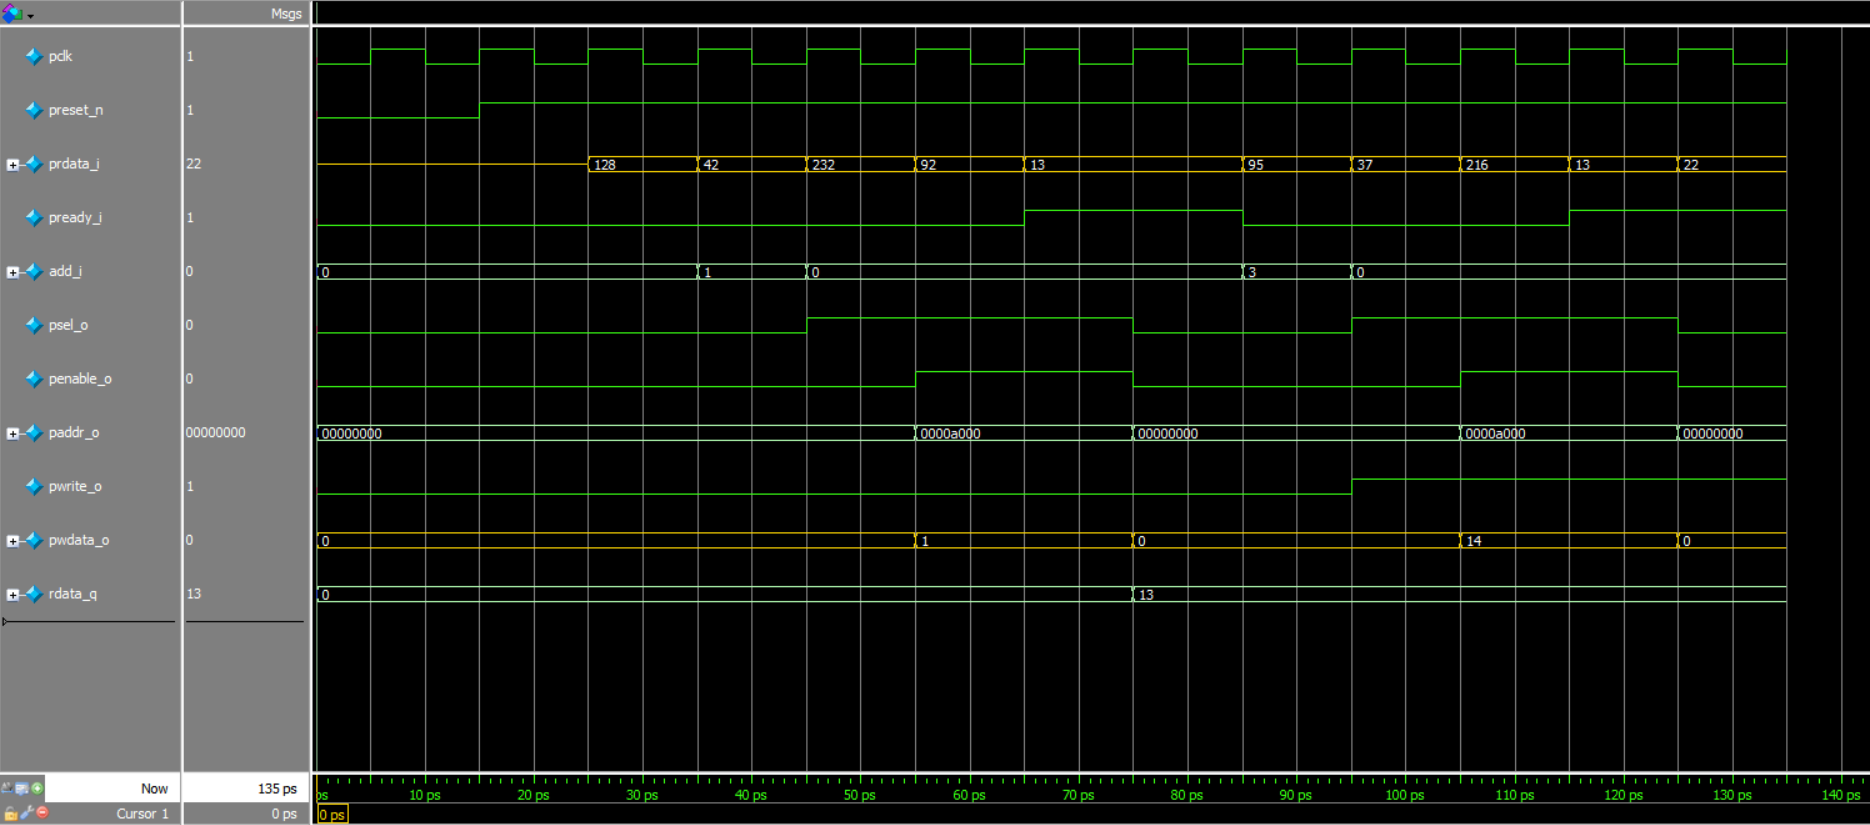 Msgs
pclk 1
preset_n 1
prdata_i 22 128 42 232 92 13 95 37 216 13 22
pready_i 1
add_i 0 0 1 0 3 0
psel_o 0
penable_o 0
paddr_o 00000000 00000000 0000a000 00000000 0000a000 00000000
pwrite_o 1
pwdata_o 0 0 1 0 14 0
rdata_q 13 0 13
Now 135 ps ps 10 ps 20 ps 30 ps 40 ps 50 ps 60 ps 70 ps 80 ps 90 ps 100 ps 110 ps 120 ps 130 ps 140 ps
Cursor 1 0 ps 0 ps